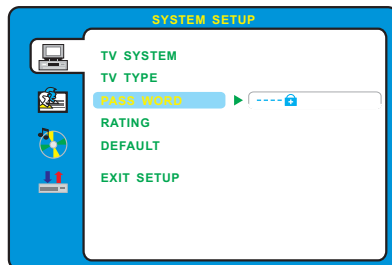 SYSTEM SETUP
TV SYSTEM
TV TYPE
PASS WORD ----
RATING
DEFAULT
EXIT SETUP